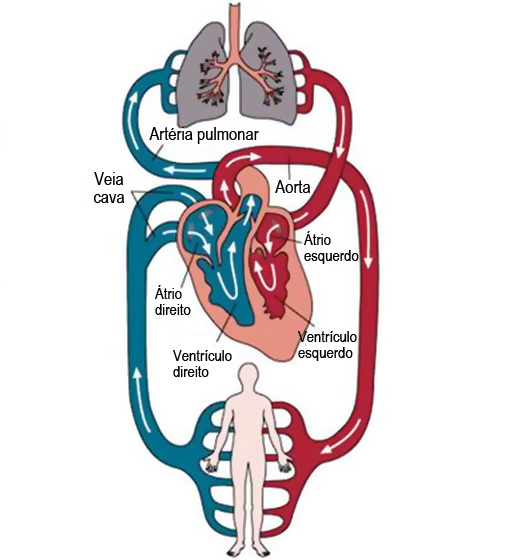 Artéria pulmonar
Veia
cava
Aorta
Átrio
esquerdo
Átrio
direito
Ventrículo
esquerdo
Ventrículo
direito